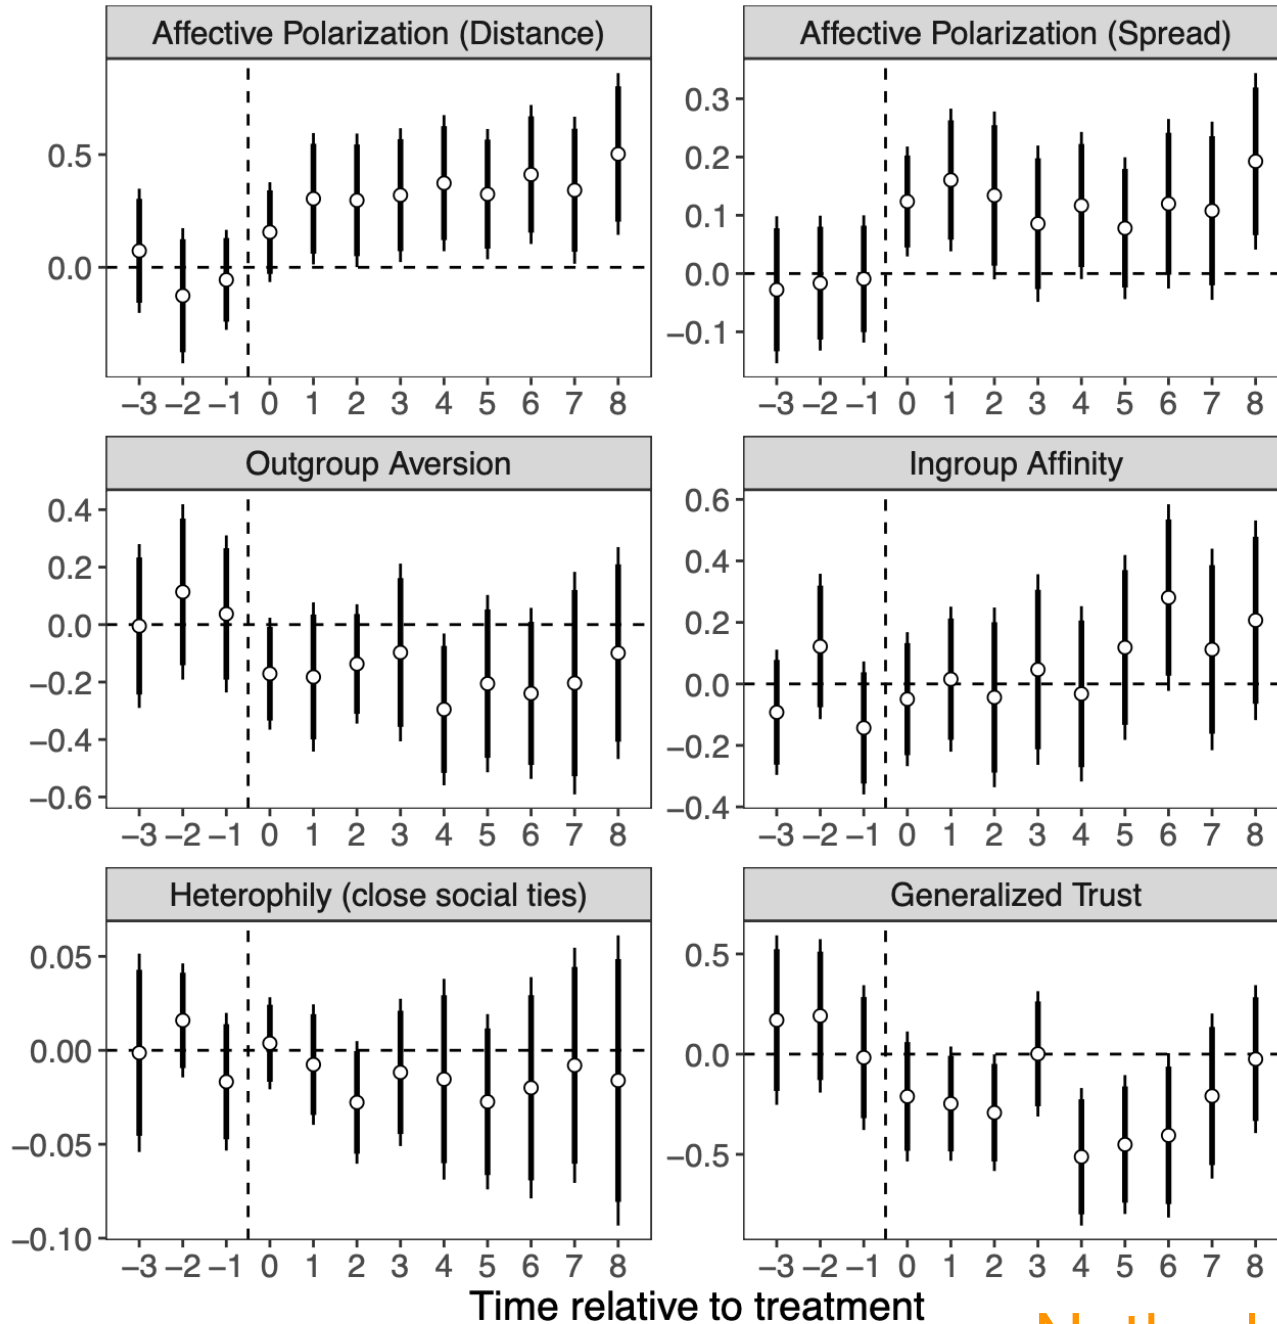 Affective Polarization (Distance)
0.5
0.0
−3 −2 −1 0 1 2 3 4 5 6 7 8
Affective Polarization (Spread)
0.3
0.2
0.1
0.0
−0.1
−3 −2 −1 0 1 2 3 4 5 6 7 8
Outgroup Aversion
0.4
0.2
0.0
−0.2
−0.4
−0.6
−3 −2 −1 0 1 2 3 4 5 6 7 8
Ingroup Affinity
0.6
0.4
0.2
0.0
−0.2
−0.4
−3 −2 −1 0 1 2 3 4 5 6 7 8
Heterophily (close social ties)
0.05
0.00
−0.05
−0.10
−3 −2 −1 0 1 2 3 4 5 6 7 8
Generalized Trust
0.5
0.0
−0.5
−3 −2 −1 0 1 2 3 4 5 6 7 8
Time relative to treatment